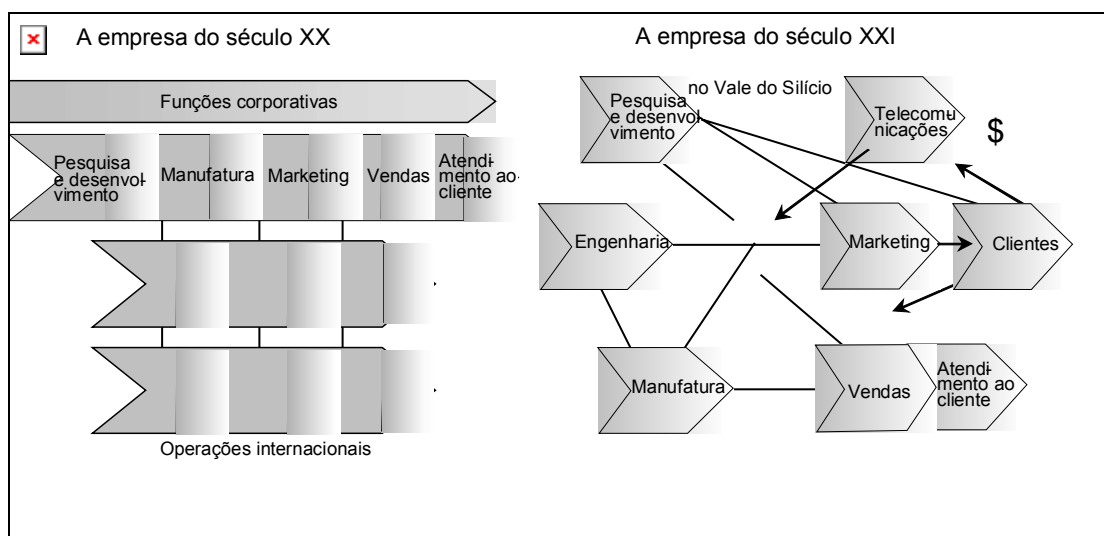 A empresa do século XX
Funções corporativas
Pesquisa
e desenvol-
vimento
Manufatura
Marketing
Vendas
Atendi-
mento ao
cliente
Operações internacionais
A empresa do século XXI
Pesquisa
e desenvol-
vimento
no Vale do Silício
Telecomu-
nicações
$
Engenharia
Marketing
Clientes
Manufatura
Vendas
Atendi-
mento ao
cliente